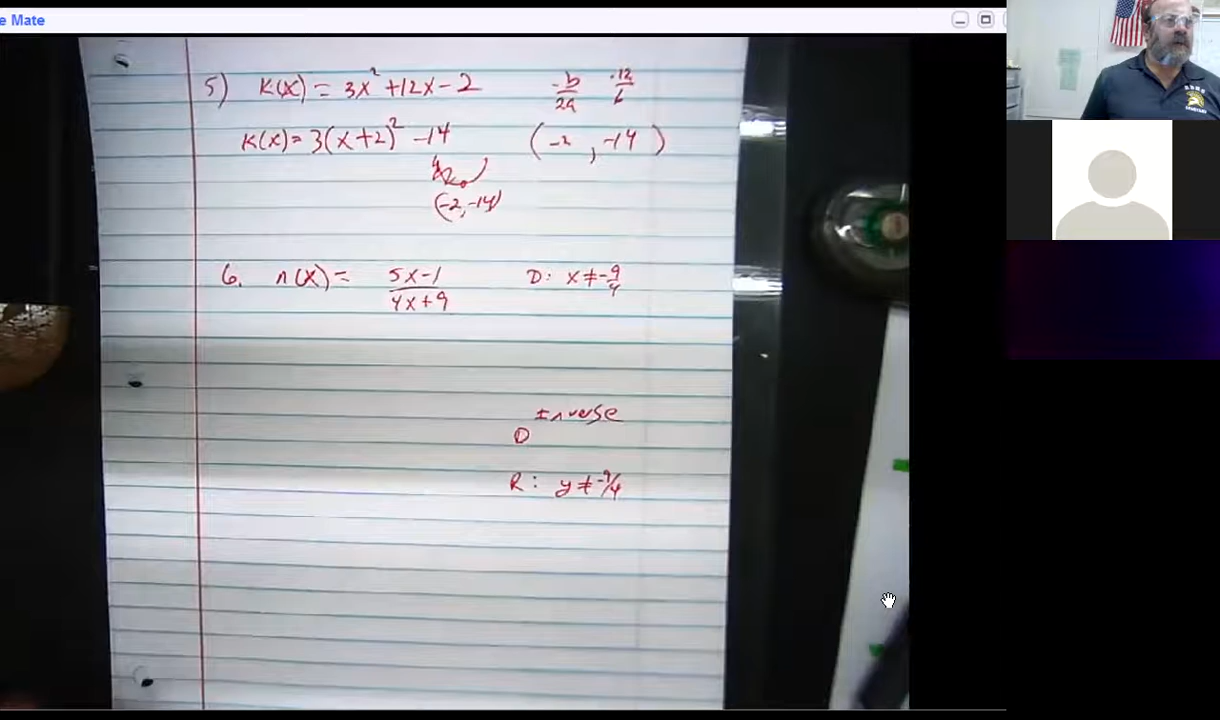 e Mate
5) K(x) = 3x² + 12x - 2
-b/2a -12/6
K(x) = 3(x+2)² - 14 (-2, -14)
(-2, -14)
6. n(x) = 5x-1/4x+9 D: x ≠ -9/4
Inverse
D
R: y ≠ -9/4